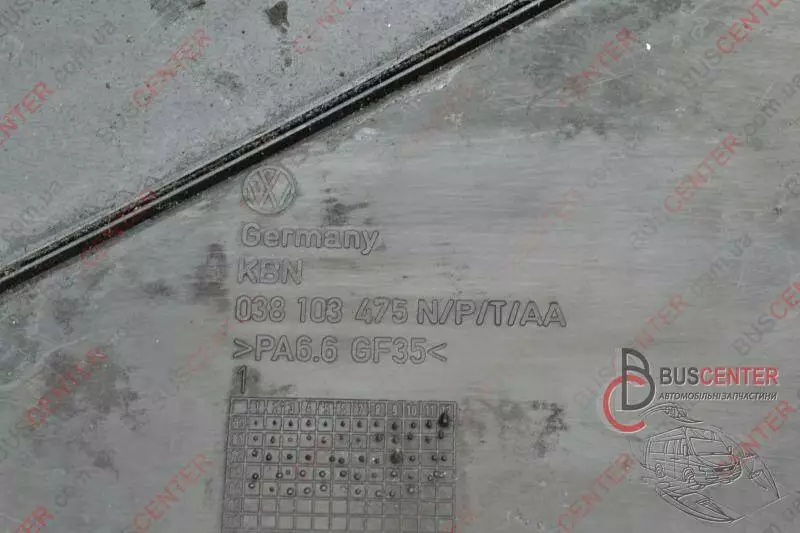 Germany
KBN
038 103 475 N/P/T/AA
>PA6.6 GF35<
1
BUSCENTER
АВТОМОБІЛЬНІ ЗАПЧАСТИНИ